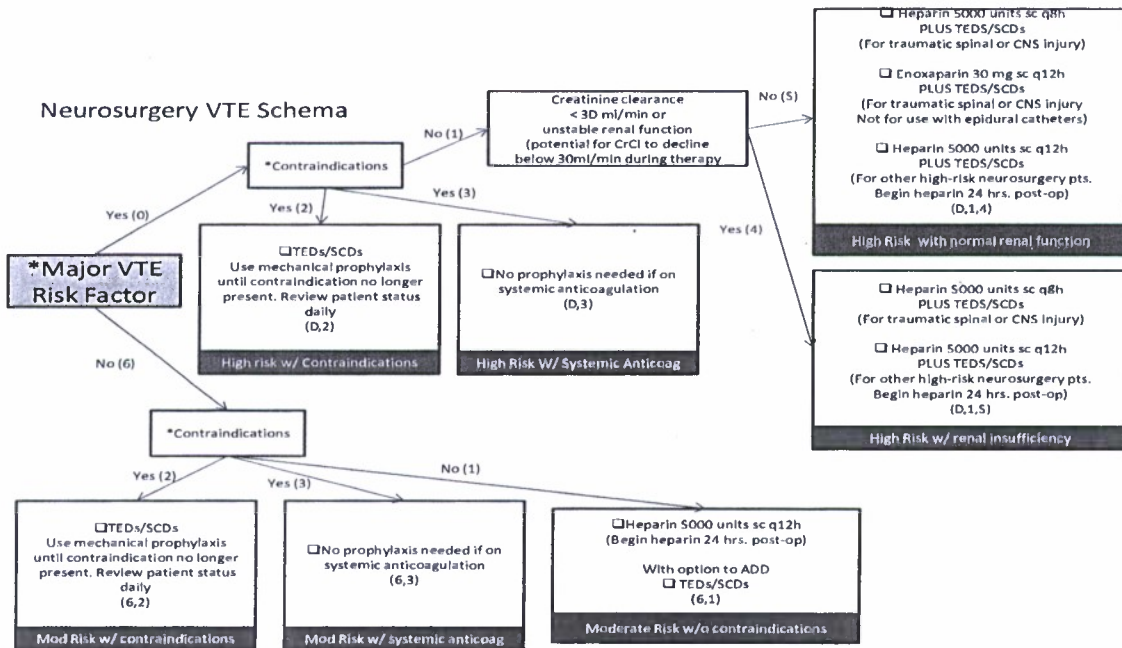 Neurosurgery VTE Schema
*Major VTE
Risk Factor
Yes (0)
No (6)
*Contraindications
No (1)
Yes (2)
Yes (3)
Creatinine clearance
< 3D ml/min or
unstable renal function
(potential for CrCl to decline
below 30ml/min during therapy
No (S)
Yes (4)
❑ Heparin 5000 units sc q8h
PLUS TEDS/SCDs
(For traumatic spinal or CNS injury)
❑ Enoxaparin 30 mg sc q12h
PLUS TEDS/SCDs
(For traumatic spinal or CNS injury
Not for use with epidural catheters)
❑ Heparin 5000 units sc q12h
PLUS TEDS/SCDs
(For other high-risk neurosurgery pts.
Begin heparin 24 hrs. post-op)
(D,1,4)
High Risk with normal renal function
❑TEDs/SCDs
Use mechanical prophylaxis
until contraindication no longer
present. Review patient status
daily
(D,2)
High risk w/ Contraindications
❑No prophylaxis needed if on
systemic anticoagulation
(D,3)
High Risk W/ Systemic Anticoag
❑ Heparin S000 units sc q8h
PLUS TEDS/SCDs
(For traumatic spinal or CNS Injury)
❑ Heparin 5000 units sc q12h
PLUS TEDS/SCDs
(For other high-risk neurosurgery pts.
Begin heparin 24 hrs. post-op)
(D,1,S)
High Risk w/ renal insufficiency
*Contraindications
Yes (2)
Yes (3)
No (1)
❑TEDs/SCDs
Use mechanical prophylaxis
until contraindication no longer
present. Review patient status
daily
(6,2)
Mod Risk w/ contraindications
❑No prophylaxis needed if on
systemic anticoagulation
(6,3)
Mod Risk w/ systemic anticoag
❑Heparin S000 units sc q12h
(Begin heparin 24 hrs. post-op)
With option to ADD
❑ TEDs/SCDs
(6,1)
Moderate Risk w/o contraindications